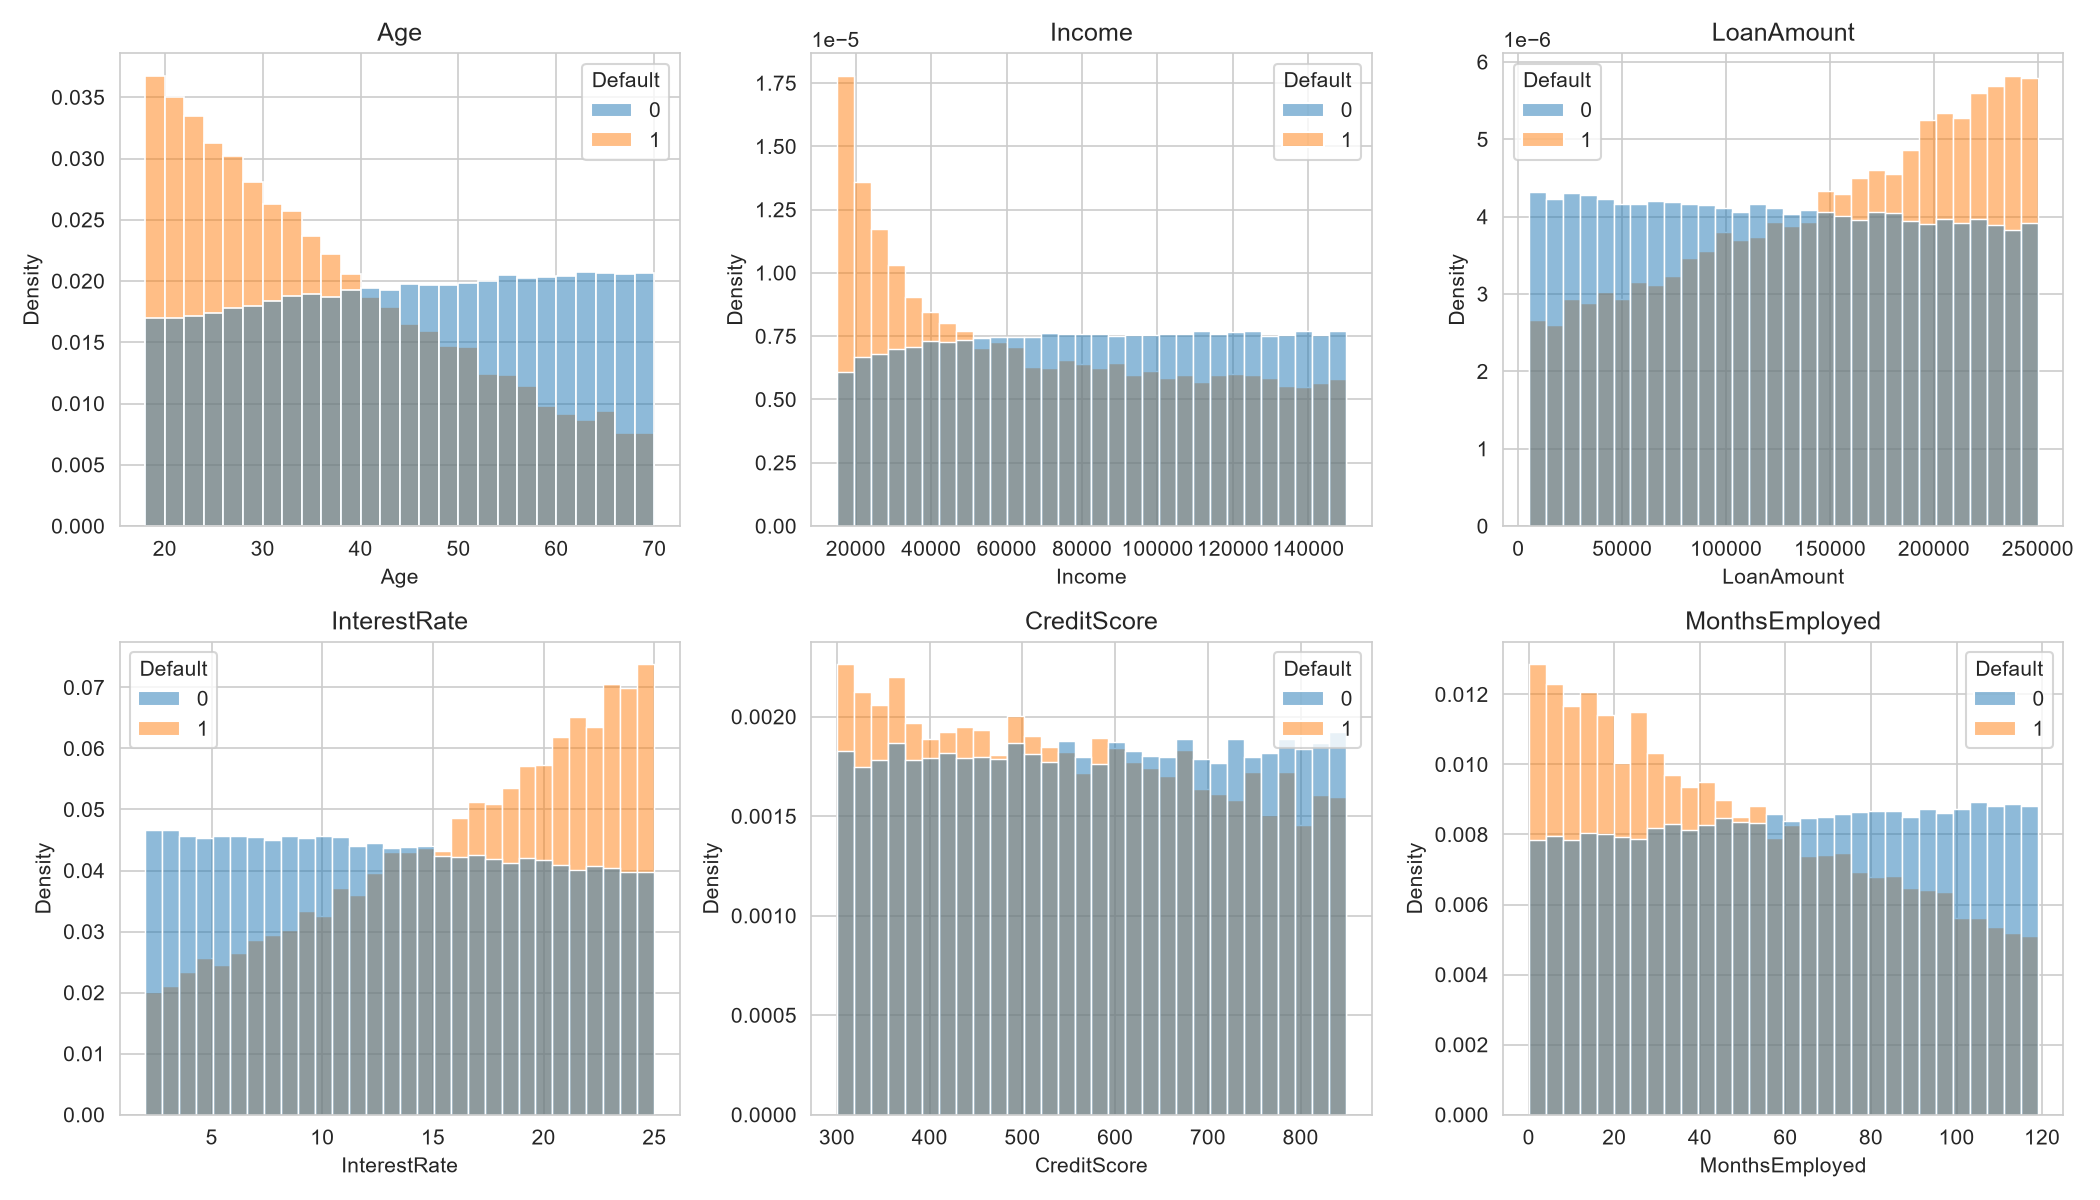 Age
Default
0
1
0.035
0.030
0.025
0.020
0.015
0.010
0.005
0.000
Density
20 30 40 50 60 70
Age
Income
1e−5
Default
0
1
1.75
1.50
1.25
1.00
0.75
0.50
0.25
0.00
Density
20000 40000 60000 80000 100000 120000 140000
Income
LoanAmount
1e−6
Default
0
1
6
5
4
3
2
1
0
Density
0 50000 100000 150000 200000 250000
LoanAmount
InterestRate
Default
0
1
0.07
0.06
0.05
0.04
0.03
0.02
0.01
0.00
Density
5 10 15 20 25
InterestRate
CreditScore
Default
0
1
0.0020
0.0015
0.0010
0.0005
0.0000
Density
300 400 500 600 700 800
CreditScore
MonthsEmployed
Default
0
1
0.012
0.010
0.008
0.006
0.004
0.002
0.000
Density
0 20 40 60 80 100 120
MonthsEmployed